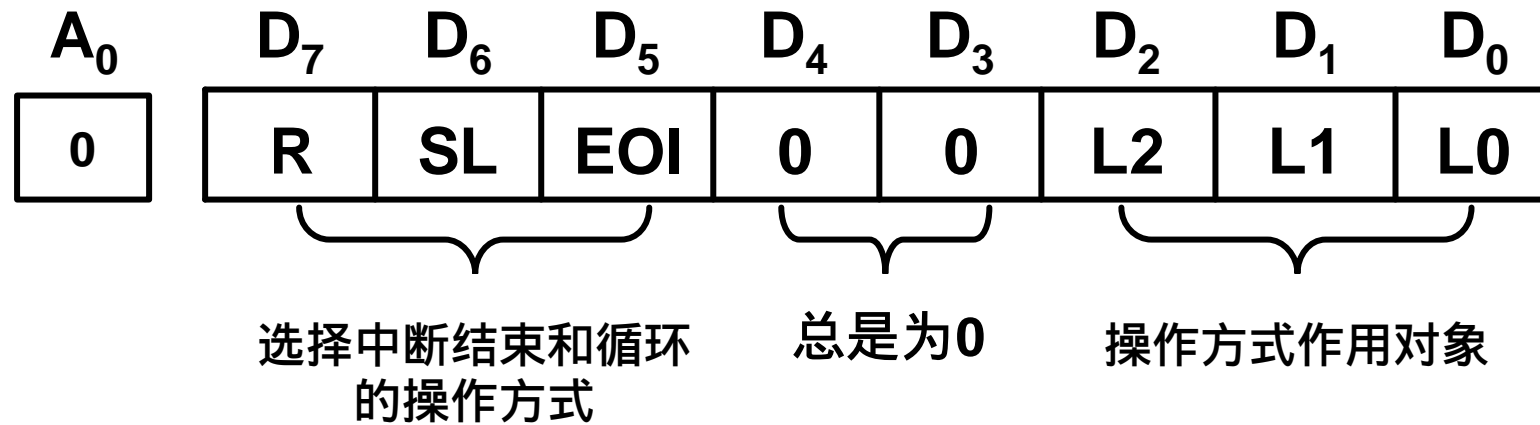 A₀ D₇ D₆ D₅ D₄ D₃ D₂ D₁ D₀
0 R SL EOI 0 0 L2 L1 L0
选择中断结束和循环
的操作方式
总是为0
操作方式作用对象